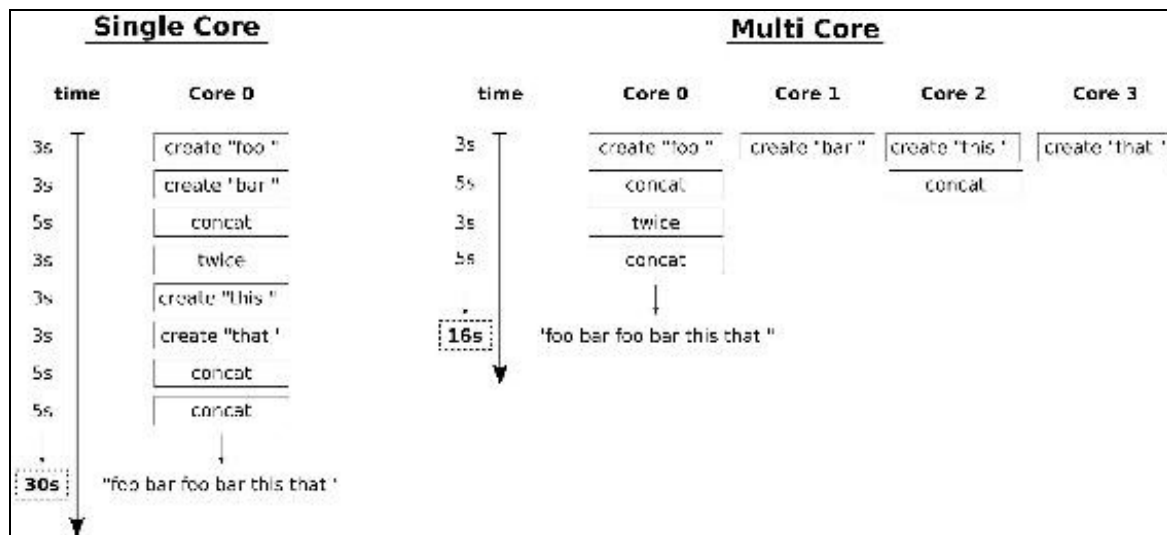 Single Core
time Core 0
3s create "foo "
3s create "bar "
5s concat
3s twice
3s create "this "
3s create "that "
5s concat
5s concat
30s "foo bar foo bar this that "
Multi Core
time Core 0 Core 1 Core 2 Core 3
3s create "foo " create "bar " create "this " create "that "
5s concat concat
3s twice
5s concat
16s "foo bar foo bar this that "